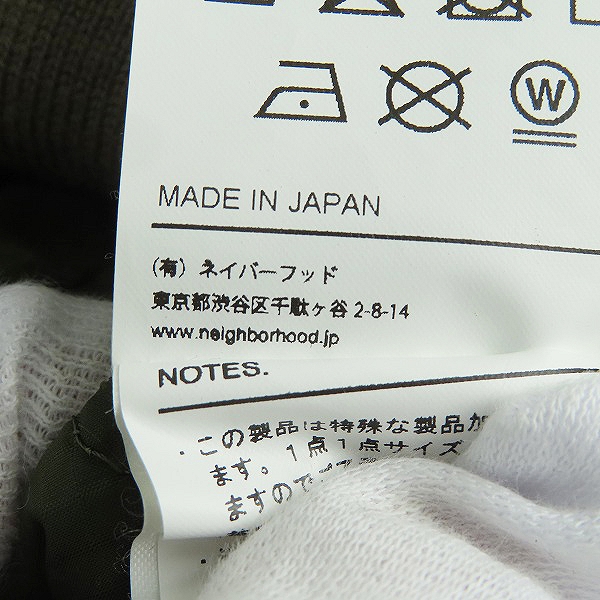 W
MADE IN JAPAN
(有) ネイバーフッド
東京都渋谷区千駄ヶ谷 2-8-14
www.neighborhood.jp
NOTES.
・この製品は特殊な製品加
ます。1点1点サイズ
ますので